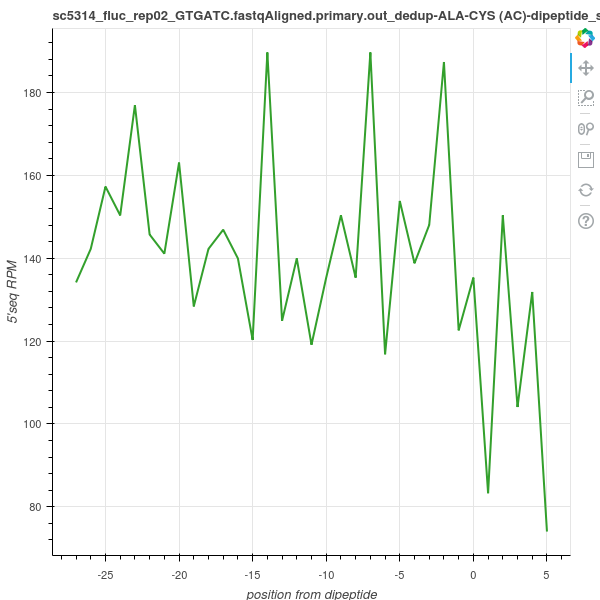 sc5314_fluc_rep02_GTGATC.fastqAligned.primary.out_dedup-ALA-CYS (AC)-dipeptide_s
180
160
140
120
100
80
5'seq RPM
-25 -20 -15 -10 -5 0 5
position from dipeptide